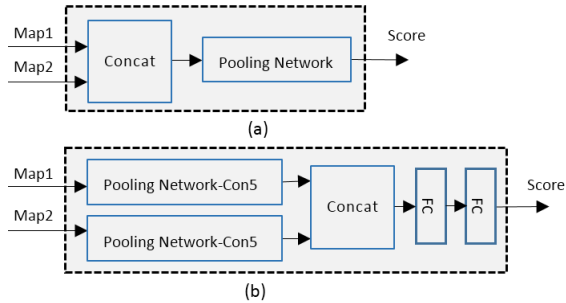 Map1
Map2
Concat
Pooling Network
Score
(a)
Map1
Map2
Pooling Network-Con5
Pooling Network-Con5
Concat
FC
FC
Score
(b)